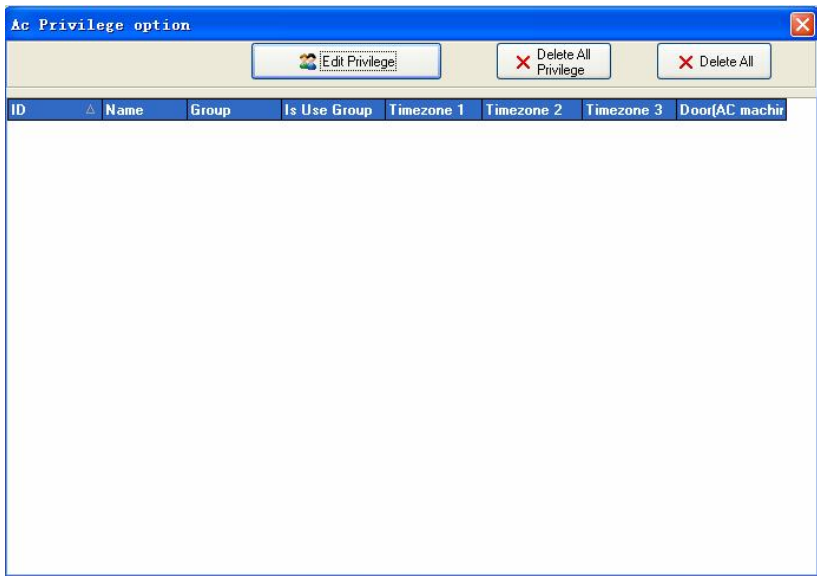 Ac Privilege option
Edit Privilege
Delete All
Privilege
Delete All
ID Name Group Is Use Group Timezone 1 Timezone 2 Timezone 3 Door(AC machin